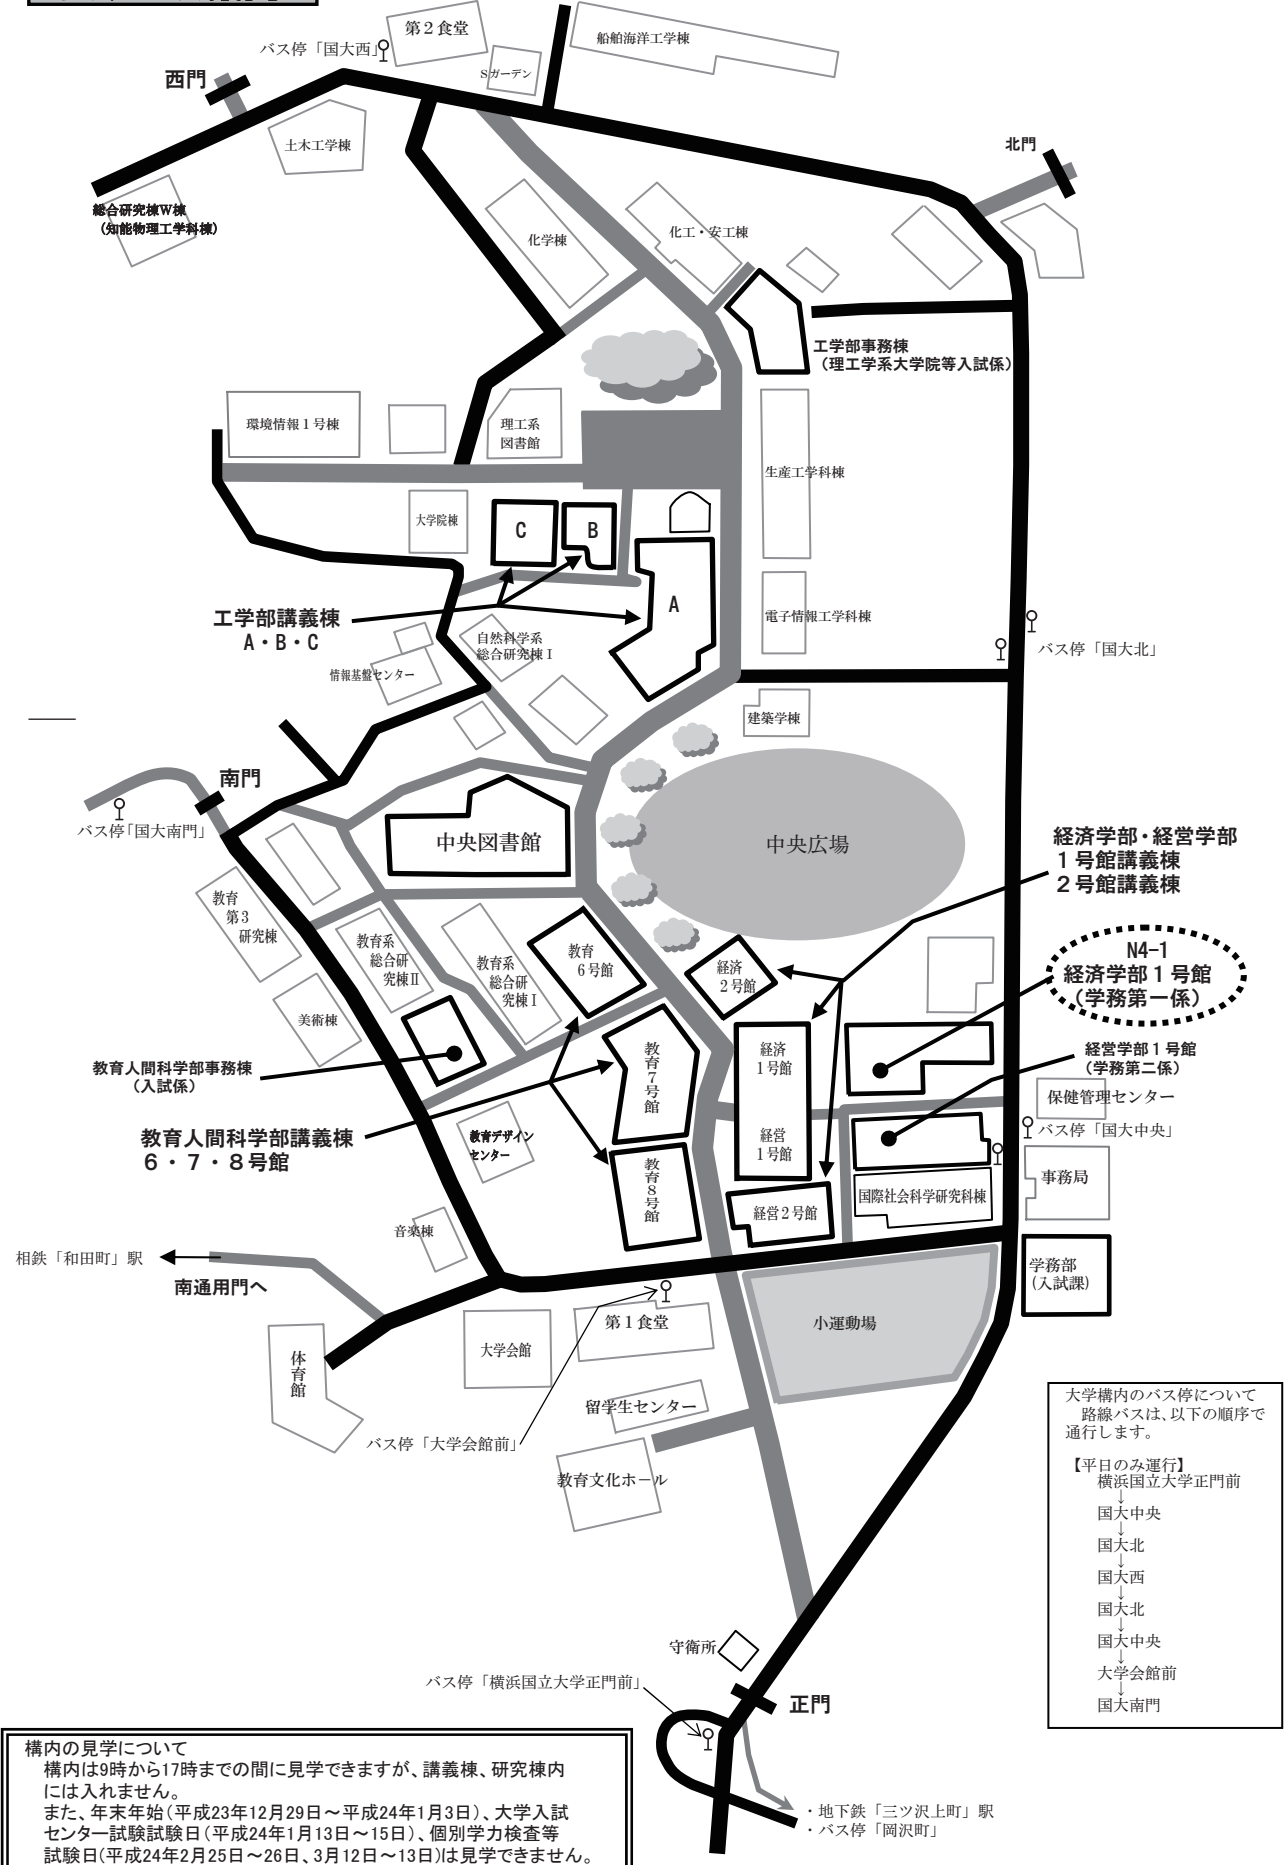 第２食堂
バス停「国大西」
船舶海洋工学棟
Sガーデン
西門
土木工学棟
北門
総合研究棟W棟
（知能物理工学科棟）
化学棟
化工・安工棟
工学部事務棟
（理工学系大学院等入試係）
環境情報１号棟
理工系
図書館
生産工学科棟
大学院棟
C
B
A
工学部講義棟
A・B・C
電子情報工学科棟
自然科学系
総合研究棟Ⅰ
バス停「国大北」
情報基盤センター
建築学棟
南門
バス停「国大南門」
中央図書館
中央広場
経済学部・経営学部
１号館講義棟
２号館講義棟
教育
第３
研究棟
教育系
総合研
究棟Ⅱ
教育系
総合研
究棟Ⅰ
教育
６号館
経済
２号館
N4-1
経済学部１号館
（学務第一係）
美術棟
教育７号館
経済
１号館
経営学部１号館
（学務第二係）
教育人間科学部事務棟
（入試係）
保健管理センター
教育人間科学部講義棟
６・７・８号館
教育デザイン
センター
経営
１号館
バス停「国大中央」
教育８号館
事務局
国際社会科学研究科棟
経営２号館
音楽棟
相鉄「和田町」駅
南通用門へ
学務部
(入試課)
第１食堂
小運動場
大学会館
体育館
留学生センター
バス停「大学会館前」
教育文化ホール
大学構内のバス停について
路線バスは、以下の順序で
通行します。
【平日のみ運行】
横浜国立大学正門前
↓
国大中央
↓
国大北
↓
国大西
↓
国大北
↓
国大中央
↓
大学会館前
↓
国大南門
守衛所
バス停「横浜国立大学正門前」
正門
・地下鉄「三ツ沢上町」駅
・バス停「岡沢町」
構内の見学について
構内は9時から17時までの間に見学できますが、講義棟、研究棟内
には入れません。
また、年末年始(平成23年12月29日～平成24年1月3日)、大学入試
センター試験試験日(平成24年1月13日～15日)、個別学力検査等
試験日(平成24年2月25日～26日、3月12日～13日)は見学できません。